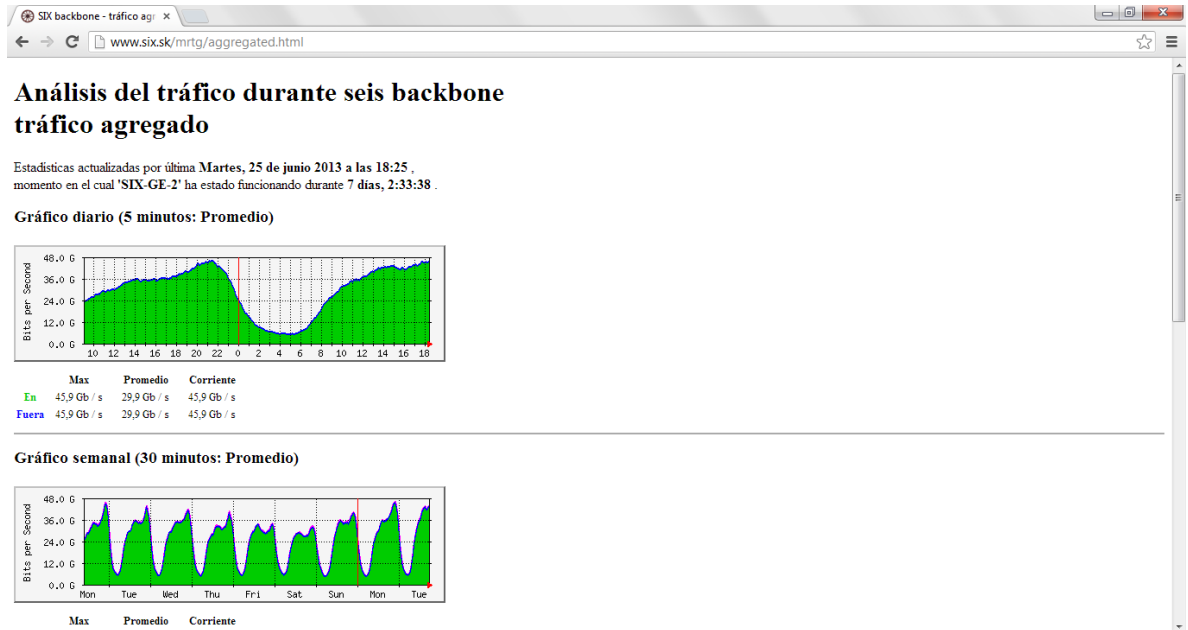 SIX backbone - tráfico agr
www.six.sk/mrtg/aggregated.html
Análisis del tráfico durante seis backbone
tráfico agregado
Estadisticas actualizadas por última Martes, 25 de junio 2013 a las 18:25 ,
momento en el cual 'SIX-GE-2' ha estado funcionando durante 7 días, 2:33:38 .
Gráfico diario (5 minutos: Promedio)
Bits per Second
48.0 G
36.0 G
24.0 G
12.0 G
0.0 G
10 12 14 16 18 20 22 0 2 4 6 8 10 12 14 16 18
Max Promedio Corriente
En 45,9 Gb / s 29,9 Gb / s 45,9 Gb / s
Fuera 45,9 Gb / s 29,9 Gb / s 45,9 Gb / s
Gráfico semanal (30 minutos: Promedio)
Bits per Second
48.0 G
36.0 G
24.0 G
12.0 G
0.0 G
Mon Tue Wed Thu Fri Sat Sun Mon Tue
Max Promedio Corriente